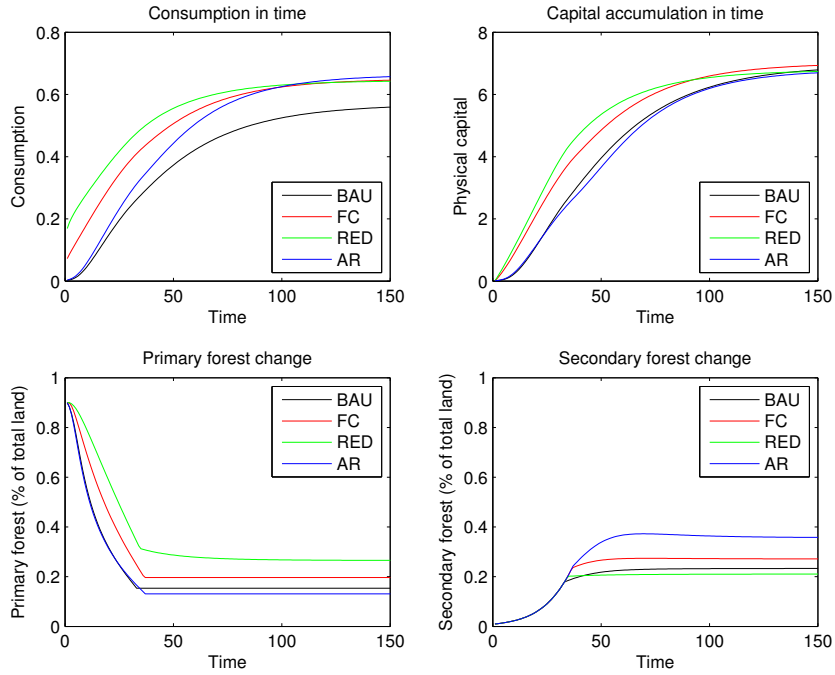 Consumption in time
0.8
0.6
0.4
0.2
0
Consumption
BAU
FC
RED
AR
0 50 100 150
Time
Capital accumulation in time
8
6
4
2
0
Physical capital
BAU
FC
RED
AR
0 50 100 150
Time
Primary forest change
1
0.8
0.6
0.4
0.2
0
Primary forest (% of total land)
BAU
FC
RED
AR
0 50 100 150
Time
Secondary forest change
1
0.8
0.6
0.4
0.2
0
Secondary forest (% of total land)
BAU
FC
RED
AR
0 50 100 150
Time